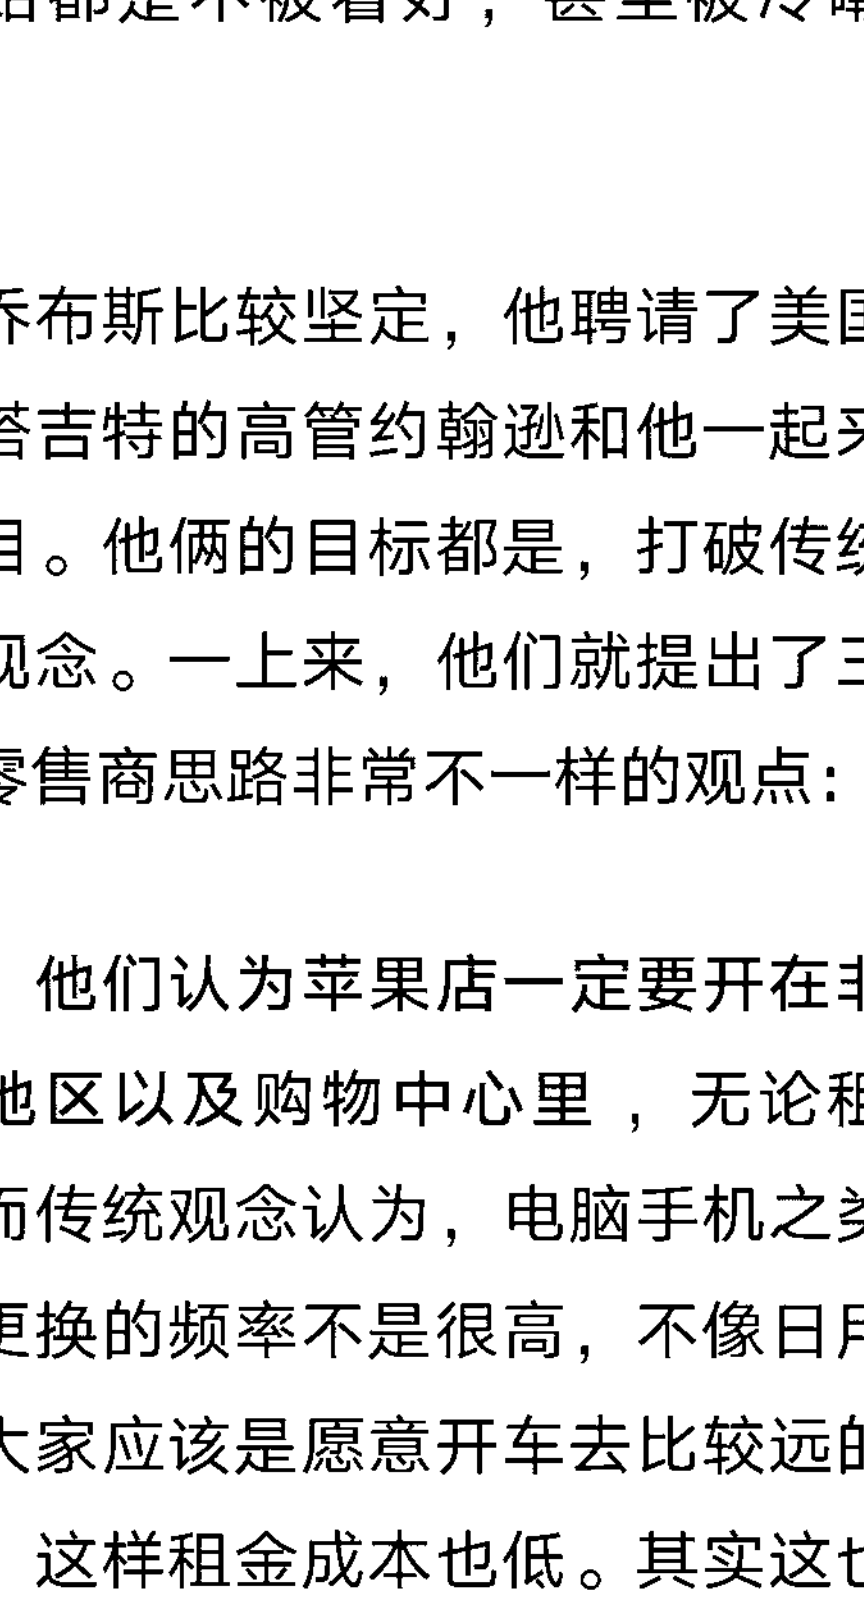 都是不被看好，甚至被冷
乔布斯比较坚定，他聘请了美国
塔吉特的高管约翰逊和他一起来
目。他俩的目标都是，打破传统
观念。一上来，他们就提出了三
零售商思路非常不一样的观点：
他们认为苹果店一定要开在非
地区以及购物中心里，无论租
而传统观念认为，电脑手机之类
更换的频率不是很高，不像日用
大家应该是愿意开车去比较远的
这样租金成本也低。其实这也